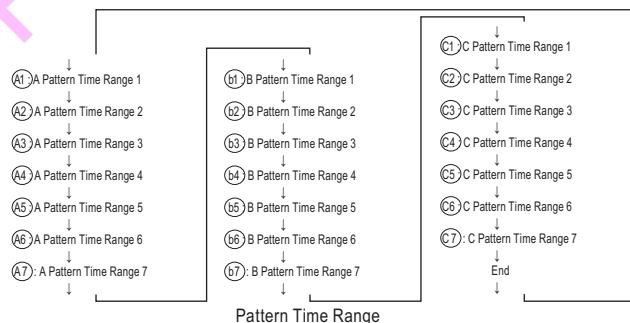 A1: A Pattern Time Range 1
↓
A2: A Pattern Time Range 2
↓
A3: A Pattern Time Range 3
↓
A4: A Pattern Time Range 4
↓
A5: A Pattern Time Range 5
↓
A6: A Pattern Time Range 6
↓
A7: A Pattern Time Range 7
↓
b1: B Pattern Time Range 1
↓
b2: B Pattern Time Range 2
↓
b3: B Pattern Time Range 3
↓
b4: B Pattern Time Range 4
↓
b5: B Pattern Time Range 5
↓
b6: B Pattern Time Range 6
↓
b7: B Pattern Time Range 7
↓
C1: C Pattern Time Range 1
↓
C2: C Pattern Time Range 2
↓
C3: C Pattern Time Range 3
↓
C4: C Pattern Time Range 4
↓
C5: C Pattern Time Range 5
↓
C6: C Pattern Time Range 6
↓
C7: C Pattern Time Range 7
↓
End
↓
Pattern Time Range